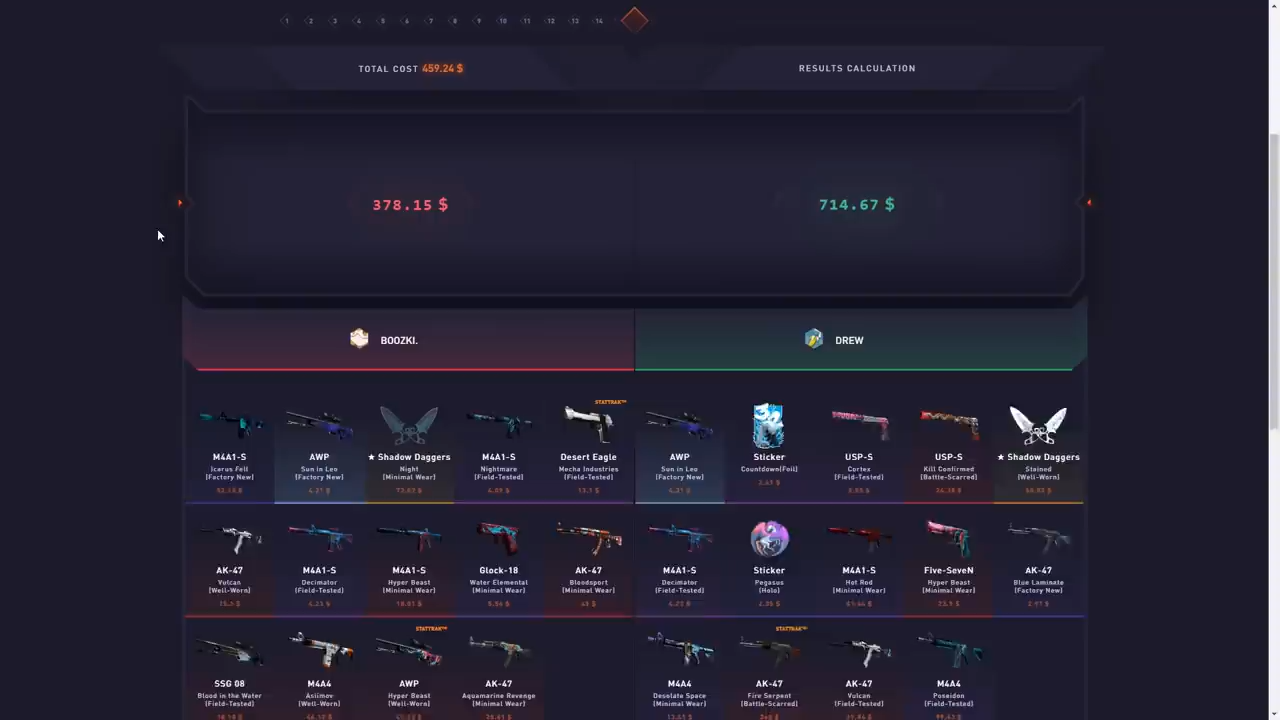 1 2 3 4 5 6 7 8 9 10 11 12 13 14
TOTAL COST 459.24 $
RESULTS CALCULATION
378.15 $
714.67 $
BOOZKI.
DREW
STATTRAK™
M4A1-S AWP ★ Shadow Daggers M4A1-S Desert Eagle AWP Sticker USP-S USP-S ★ Shadow Daggers
Icarus Fell Sun in Leo Night Nightmare Mecha Industries Sun in Leo Countdown(Foil) Cortex Kill Confirmed Stained
[Factory New] [Factory New] [Minimal Wear] [Field-Tested] [Field-Tested] [Factory New] [Field-Tested] [Battle-Scarred] [Well-Worn]
AK-47 M4A1-S M4A1-S Glock-18 AK-47 M4A1-S Sticker M4A1-S Five-SeveN AK-47
Vulcan Decimator Hyper Beast Water Elemental Bloodsport Decimator Pegasus Hot Rod Hyper Beast Blue Laminate
[Well-Worn] [Field-Tested] [Minimal Wear] [Minimal Wear] [Minimal Wear] [Field-Tested] [Holo] [Minimal Wear] [Minimal Wear] [Factory New]
STATTRAK™ STATTRAK™
SSG 08 M4A4 AWP AK-47 M4A4 AK-47 AK-47 M4A4
Blood in the Water Asiimov Hyper Beast Aquamarine Revenge Desolate Space Fire Serpent Vulcan Poseidon
[Field-Tested] [Well-Worn] [Well-Worn] [Minimal Wear] [Minimal Wear] [Battle-Scarred] [Field-Tested] [Field-Tested]